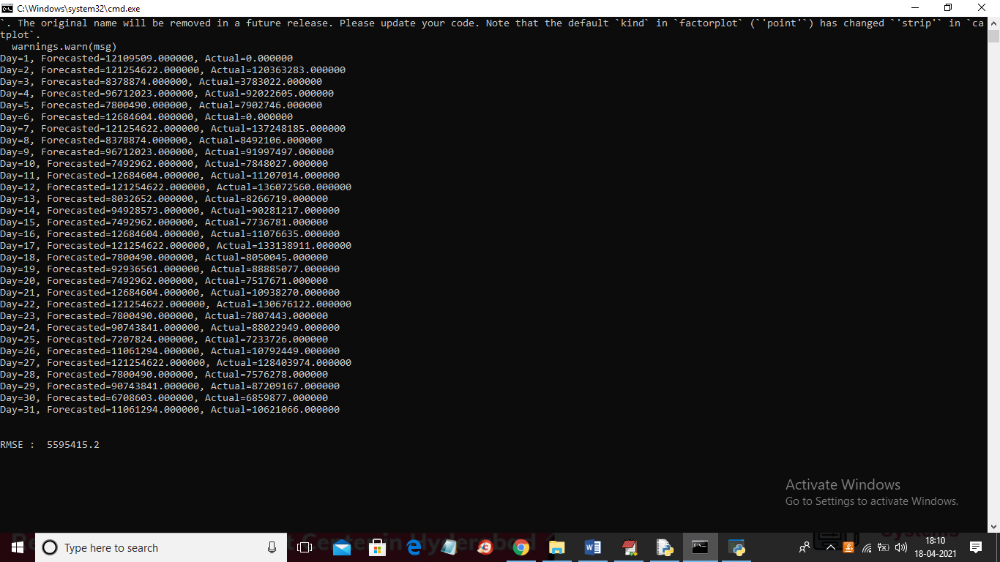 C:\Windows\system32\cmd.exe
`. The original name will be removed in a future release. Please update your code. Note that the default `kind` in `factorplot` (`'point'`) has changed `'strip'` in `ca
tplot`.
warnings.warn(msg)
Day=1, Forecasted=12109509.000000, Actual=0.000000
Day=2, Forecasted=121254622.000000, Actual=120363283.000000
Day=3, Forecasted=8378874.000000, Actual=3783022.000000
Day=4, Forecasted=96712023.000000, Actual=92022605.000000
Day=5, Forecasted=7800490.000000, Actual=7902746.000000
Day=6, Forecasted=12684604.000000, Actual=0.000000
Day=7, Forecasted=121254622.000000, Actual=137248185.000000
Day=8, Forecasted=8378874.000000, Actual=8492106.000000
Day=9, Forecasted=96712023.000000, Actual=91997497.000000
Day=10, Forecasted=7492962.000000, Actual=7848027.000000
Day=11, Forecasted=12684604.000000, Actual=11207014.000000
Day=12, Forecasted=121254622.000000, Actual=136072560.000000
Day=13, Forecasted=8032652.000000, Actual=8266719.000000
Day=14, Forecasted=94928573.000000, Actual=90281217.000000
Day=15, Forecasted=7492962.000000, Actual=7736781.000000
Day=16, Forecasted=12684604.000000, Actual=11076635.000000
Day=17, Forecasted=121254622.000000, Actual=133138911.000000
Day=18, Forecasted=7800490.000000, Actual=8050045.000000
Day=19, Forecasted=92936561.000000, Actual=88885077.000000
Day=20, Forecasted=7492962.000000, Actual=7517671.000000
Day=21, Forecasted=12684604.000000, Actual=10938270.000000
Day=22, Forecasted=121254622.000000, Actual=130676122.000000
Day=23, Forecasted=7800490.000000, Actual=7807443.000000
Day=24, Forecasted=90743841.000000, Actual=88022949.000000
Day=25, Forecasted=7207824.000000, Actual=7233726.000000
Day=26, Forecasted=11061294.000000, Actual=10792449.000000
Day=27, Forecasted=121254622.000000, Actual=128403974.000000
Day=28, Forecasted=7800490.000000, Actual=7576278.000000
Day=29, Forecasted=90743841.000000, Actual=87209167.000000
Day=30, Forecasted=6708603.000000, Actual=6859877.000000
Day=31, Forecasted=11061294.000000, Actual=10621066.000000
RMSE :  5595415.2
Activate Windows
Go to Settings to activate Windows.
Type here to search
18:10
18-04-2021